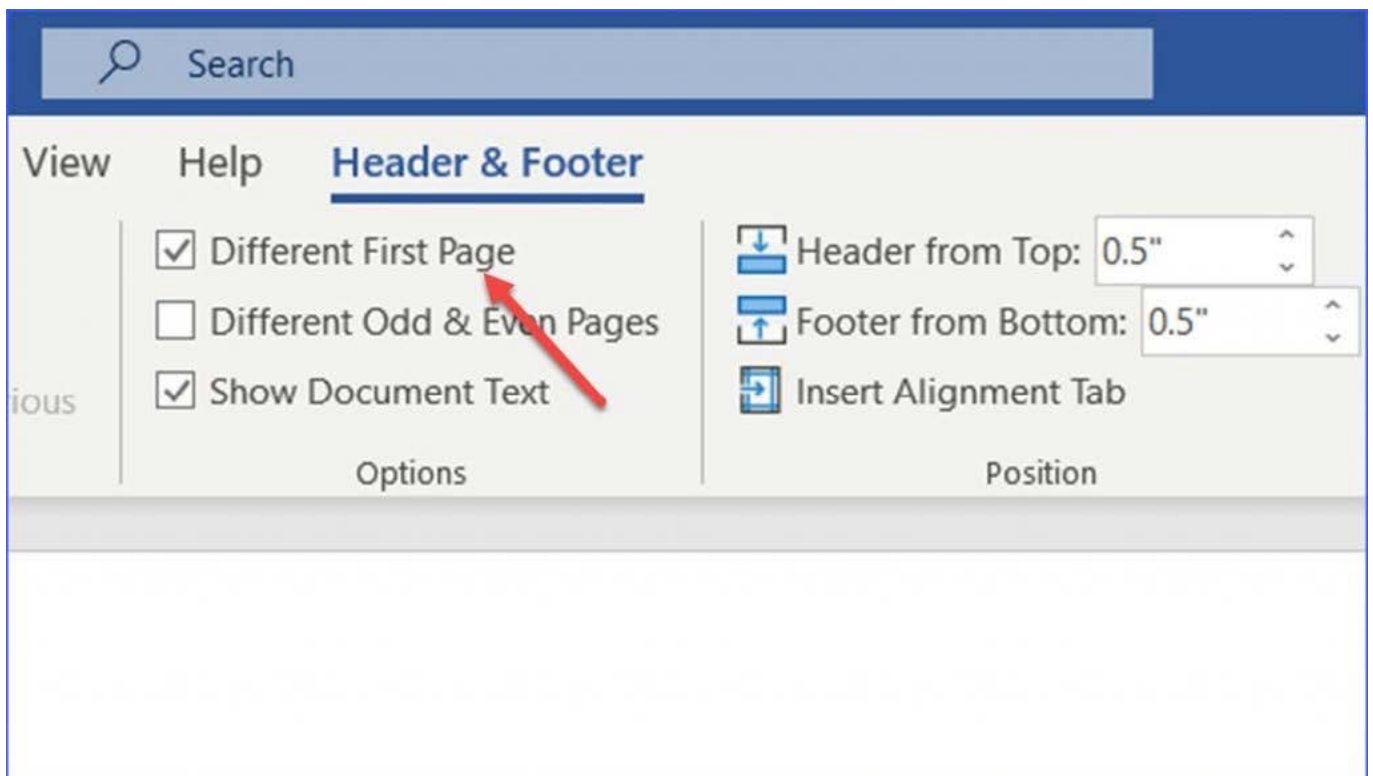 Search
View Help Header & Footer
Different First Page Header from Top: 0.5"
Different Odd & Even Pages Footer from Bottom: 0.5"
ious Show Document Text Insert Alignment Tab
Options Position